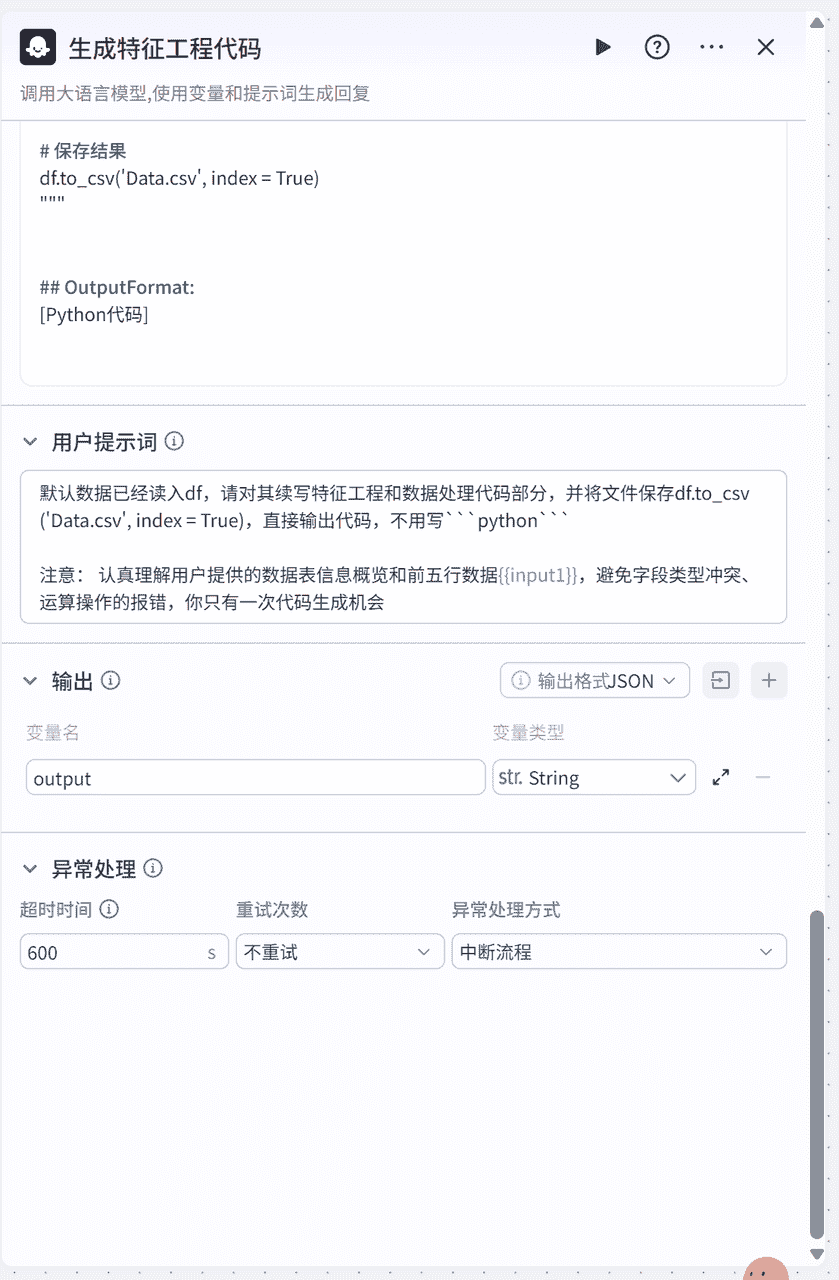 生成特征工程代码
调用大语言模型,使用变量和提示词生成回复
# 保存结果
df.to_csv('Data.csv', index = True)
"""
## OutputFormat:
[Python代码]
用户提示词
默认数据已经读入df，请对其续写特征工程和数据处理代码部分，并将文件保存df.to_csv
('Data.csv', index = True)，直接输出代码，不用写```python```
注意： 认真理解用户提供的数据表信息概览和前五行数据{{input1}}，避免字段类型冲突、
运算操作的报错，你只有一次代码生成机会
输出 输出格式JSON
变量名 变量类型
output str. String
异常处理
超时时间 重试次数 异常处理方式
600 s 不重试 中断流程